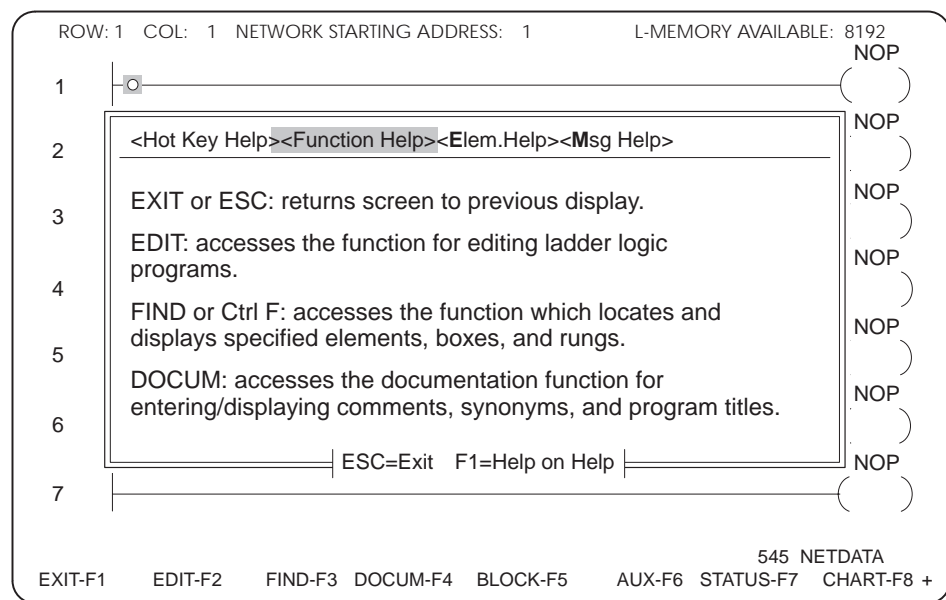 ROW: 1 COL: 1 NETWORK STARTING ADDRESS: 1 L-MEMORY AVAILABLE: 8192
NOP
1
NOP
<Hot Key Help><Function Help><Elem.Help><Msg Help>
2
NOP
EXIT or ESC: returns screen to previous display.
3
EDIT: accesses the function for editing ladder logic
NOP
programs.
4
FIND or Ctrl F: accesses the function which locates and
NOP
displays specified elements, boxes, and rungs.
5
DOCUM: accesses the documentation function for
NOP
entering/displaying comments, synonyms, and program titles.
6
ESC=Exit F1=Help on Help
NOP
7
545 NETDATA
EXIT-F1 EDIT-F2 FIND-F3 DOCUM-F4 BLOCK-F5 AUX-F6 STATUS-F7 CHART-F8 +